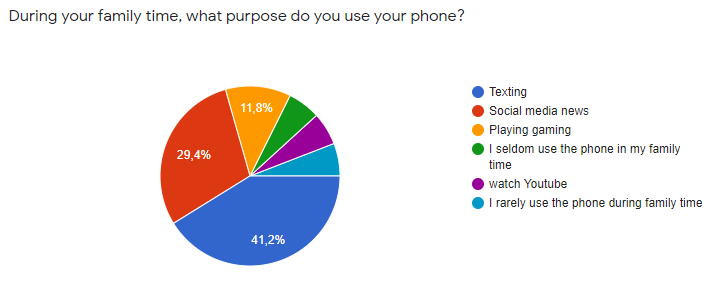 During your family time, what purpose do you use your phone?
11,8%
29,4%
41,2%
Texting
Social media news
Playing gaming
I seldom use the phone in my family
time
watch Youtube
I rarely use the phone during family time